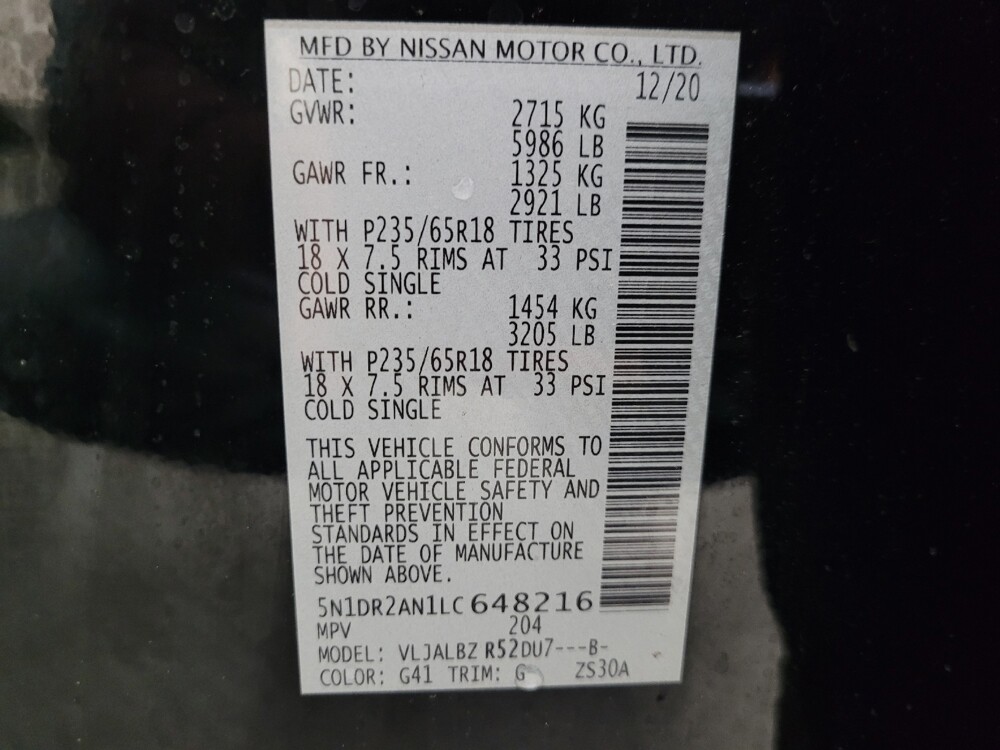 MFD BY NISSAN MOTOR CO., LTD.
DATE: 12/20
GVWR: 2715 KG
5986 LB
GAWR FR.: 1325 KG
2921 LB
WITH P235/65R18 TIRES
18 X 7.5 RIMS AT 33 PSI
COLD SINGLE
GAWR RR.: 1454 KG
3205 LB
WITH P235/65R18 TIRES
18 X 7.5 RIMS AT 33 PSI
COLD SINGLE
THIS VEHICLE CONFORMS TO
ALL APPLICABLE FEDERAL
MOTOR VEHICLE SAFETY AND
THEFT PREVENTION
STANDARDS IN EFFECT ON
THE DATE OF MANUFACTURE
SHOWN ABOVE.
5N1DR2AN1LC648216
MPV 204
MODEL: VLJALBZ R52DU7---B-
COLOR: G41 TRIM: G ZS30A